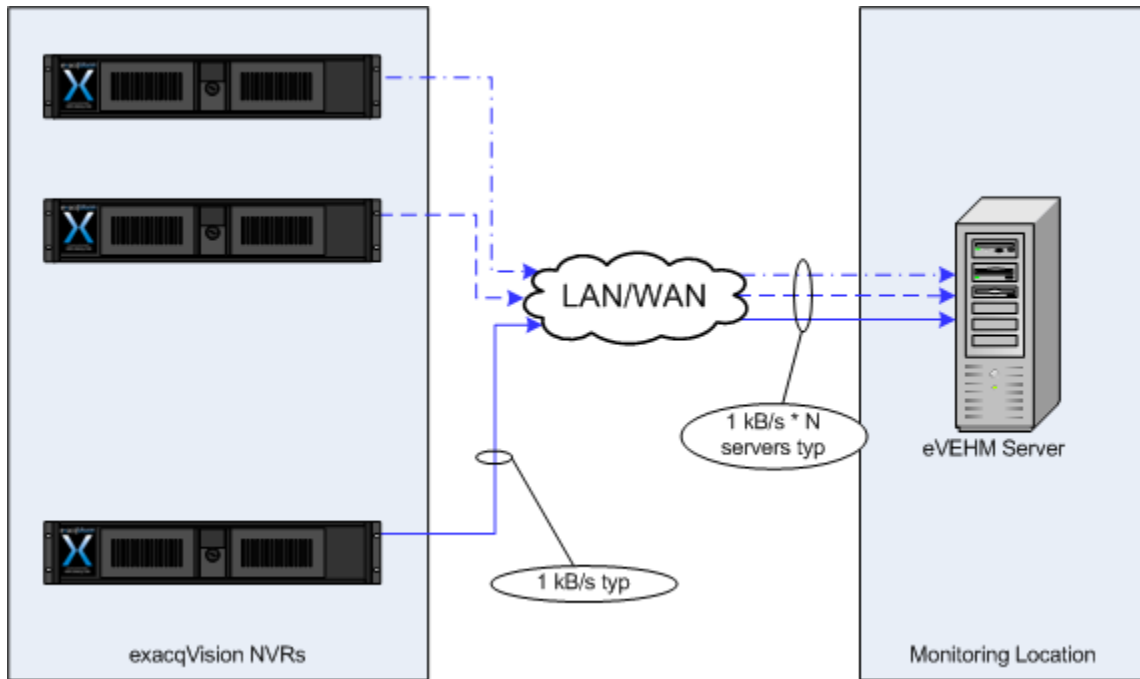 LAN/WAN
1 kB/s * N
servers typ
eVEHM Server
1 kB/s typ
exacqVision NVRs
Monitoring Location